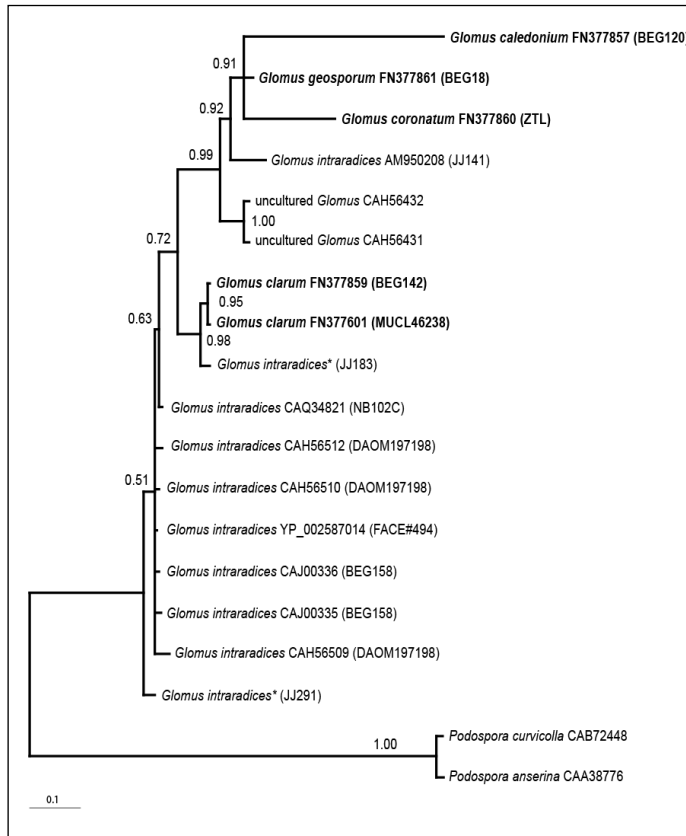 Glomus caledonium FN377857 (BEG120)
0.91
Glomus geosporum FN377861 (BEG18)
0.92
Glomus coronatum FN377860 (ZTL)
0.99
Glomus intraradices AM950208 (JJ141)
uncultured Glomus CAH56432
1.00
uncultured Glomus CAH56431
0.72
Glomus clarum FN377859 (BEG142)
0.95
0.63
Glomus clarum FN377601 (MUCL46238)
0.98
Glomus intraradices* (JJ183)
Glomus intraradices CAQ34821 (NB102C)
Glomus intraradices CAH56512 (DAOM197198)
0.51
Glomus intraradices CAH56510 (DAOM197198)
Glomus intraradices YP_002587014 (FACE#494)
Glomus intraradices CAJ00336 (BEG158)
Glomus intraradices CAJ00335 (BEG158)
Glomus intraradices CAH56509 (DAOM197198)
Glomus intraradices* (JJ291)
Podospora curvicolla CAB72448
1.00
Podospora anserina CAA38776
0.1